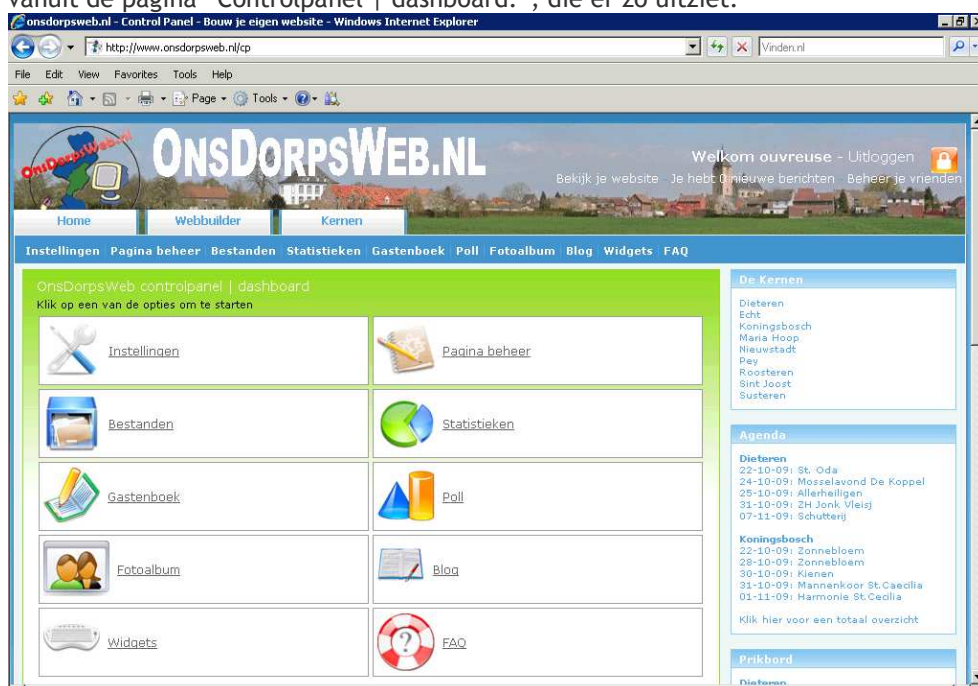 vanuit de pagina "Controlpanel | dashboard.", die er zo uitziet:
onsdorpsweb.nl - Control Panel - Bouw je eigen website - Windows Internet Explorer
http://www.onsdorpsweb.nl/cp
Vinden.nl
File Edit View Favorites Tools Help
Page Tools
OnsDorpsWeb.nl
ONSDORPSWEB.NL
Welkom ouvreuse - Uitloggen
Bekijk je website Je hebt 0 nieuwe berichten Beheer je vrienden
Home Webbuilder Kernen
Instellingen Pagina beheer Bestanden Statistieken Gastenboek Poll Fotoalbum Blog Widgets FAQ
OnsDorpsWeb controlpanel | dashboard
Klik op een van de opties om te starten
Instellingen
Pagina beheer
Bestanden
Statistieken
Gastenboek
Poll
Fotoalbum
Blog
Widgets
FAQ
De Kernen
Dieteren
Echt
Koningsbosch
Maria Hoop
Nieuwstadt
Pey
Roosteren
Sint Joost
Susteren
Agenda
Dieteren
22-10-09: St. Oda
24-10-09: Mosselavond De Koppel
25-10-09: Allerheiligen
31-10-09: ZH Jonk Vleisj
07-11-09: Schutterij
Koningsbosch
22-10-09: Zonnebloem
28-10-09: Zonnebloem
30-10-09: Kienen
31-10-09: Mannenkoor St.Caecilia
01-11-09: Harmonie St.Cecilia
Klik hier voor een totaal overzicht
Prikbord
Dieteren